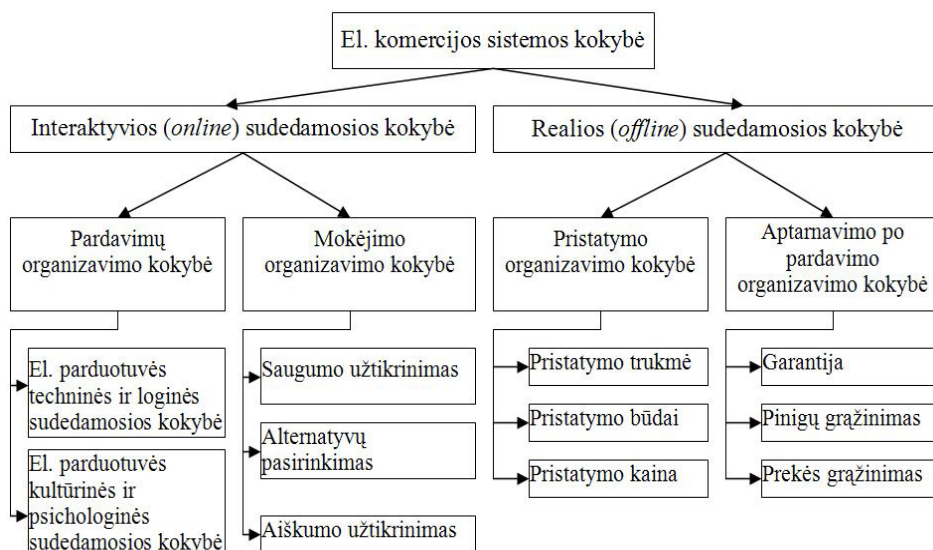 El. komercijos sistemos kokybė
Interaktyvios (online) sudedamosios kokybė
Realios (offline) sudedamosios kokybė
Pardavimų
organizavimo kokybė
Mokėjimo
organizavimo kokybė
Pristatymo
organizavimo kokybė
Aptarnavimo po
pardavimo
organizavimo kokybė
El. parduotuvės
techninės ir loginės
sudedamosios kokybė
El. parduotuvės
kultūrinės ir
psichologinės
sudedamosios kokybė
Saugumo užtikrinimas
Alternatyvų
pasirinkimas
Aiškumo užtikrinimas
Pristatymo trukmė
Pristatymo būdai
Pristatymo kaina
Garantija
Pinigų grąžinimas
Prekės grąžinimas